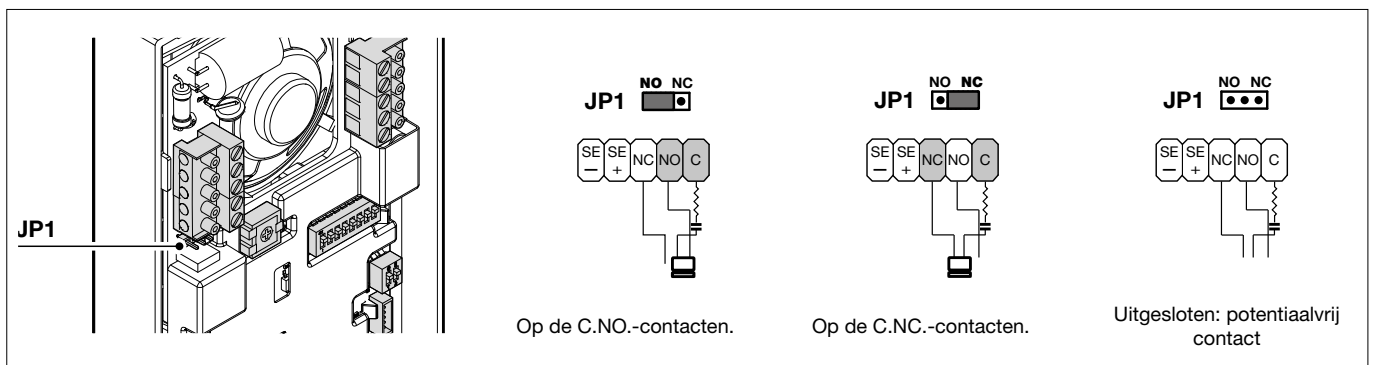 JP1
NO NC
JP1
SE SE NC NO C
– +
Op de C.NO.-contacten.
NO NC
JP1
SE SE NC NO C
– +
Op de C.NC.-contacten.
NO NC
JP1
SE SE NC NO C
– +
Uitgesloten: potentiaalvrij
contact